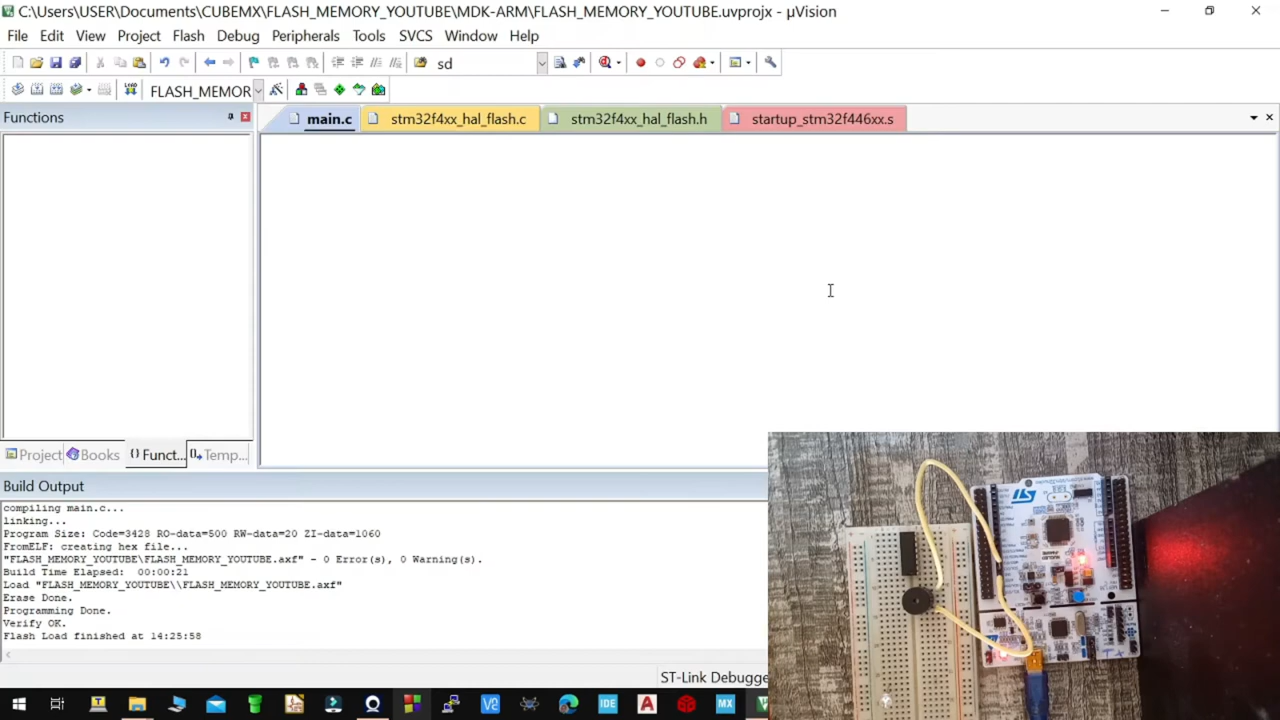 C:\Users\USER\Documents\CUBEMX\FLASH_MEMORY_YOUTUBE\MDK-ARM\FLASH_MEMORY_YOUTUBE.uvprojx - µVision
File Edit View Project Flash Debug Peripherals Tools SVCS Window Help
sd
LOAD FLASH_MEMOR
Functions
main.c stm32f4xx_hal_flash.c stm32f4xx_hal_flash.h startup_stm32f446xx.s
Project Books {} Funct... Temp...
Build Output
compiling main.c...
linking...
Program Size: Code=3428 RO-data=500 RW-data=20 ZI-data=1060
FromELF: creating hex file...
"FLASH_MEMORY_YOUTUBE\FLASH_MEMORY_YOUTUBE.axf" - 0 Error(s), 0 Warning(s).
Build Time Elapsed: 00:00:21
Load "FLASH_MEMORY_YOUTUBE\\FLASH_MEMORY_YOUTUBE.axf"
Erase Done.
Programming Done.
Verify OK.
Flash Load finished at 14:25:58
ST-Link Debugge
IDE MX